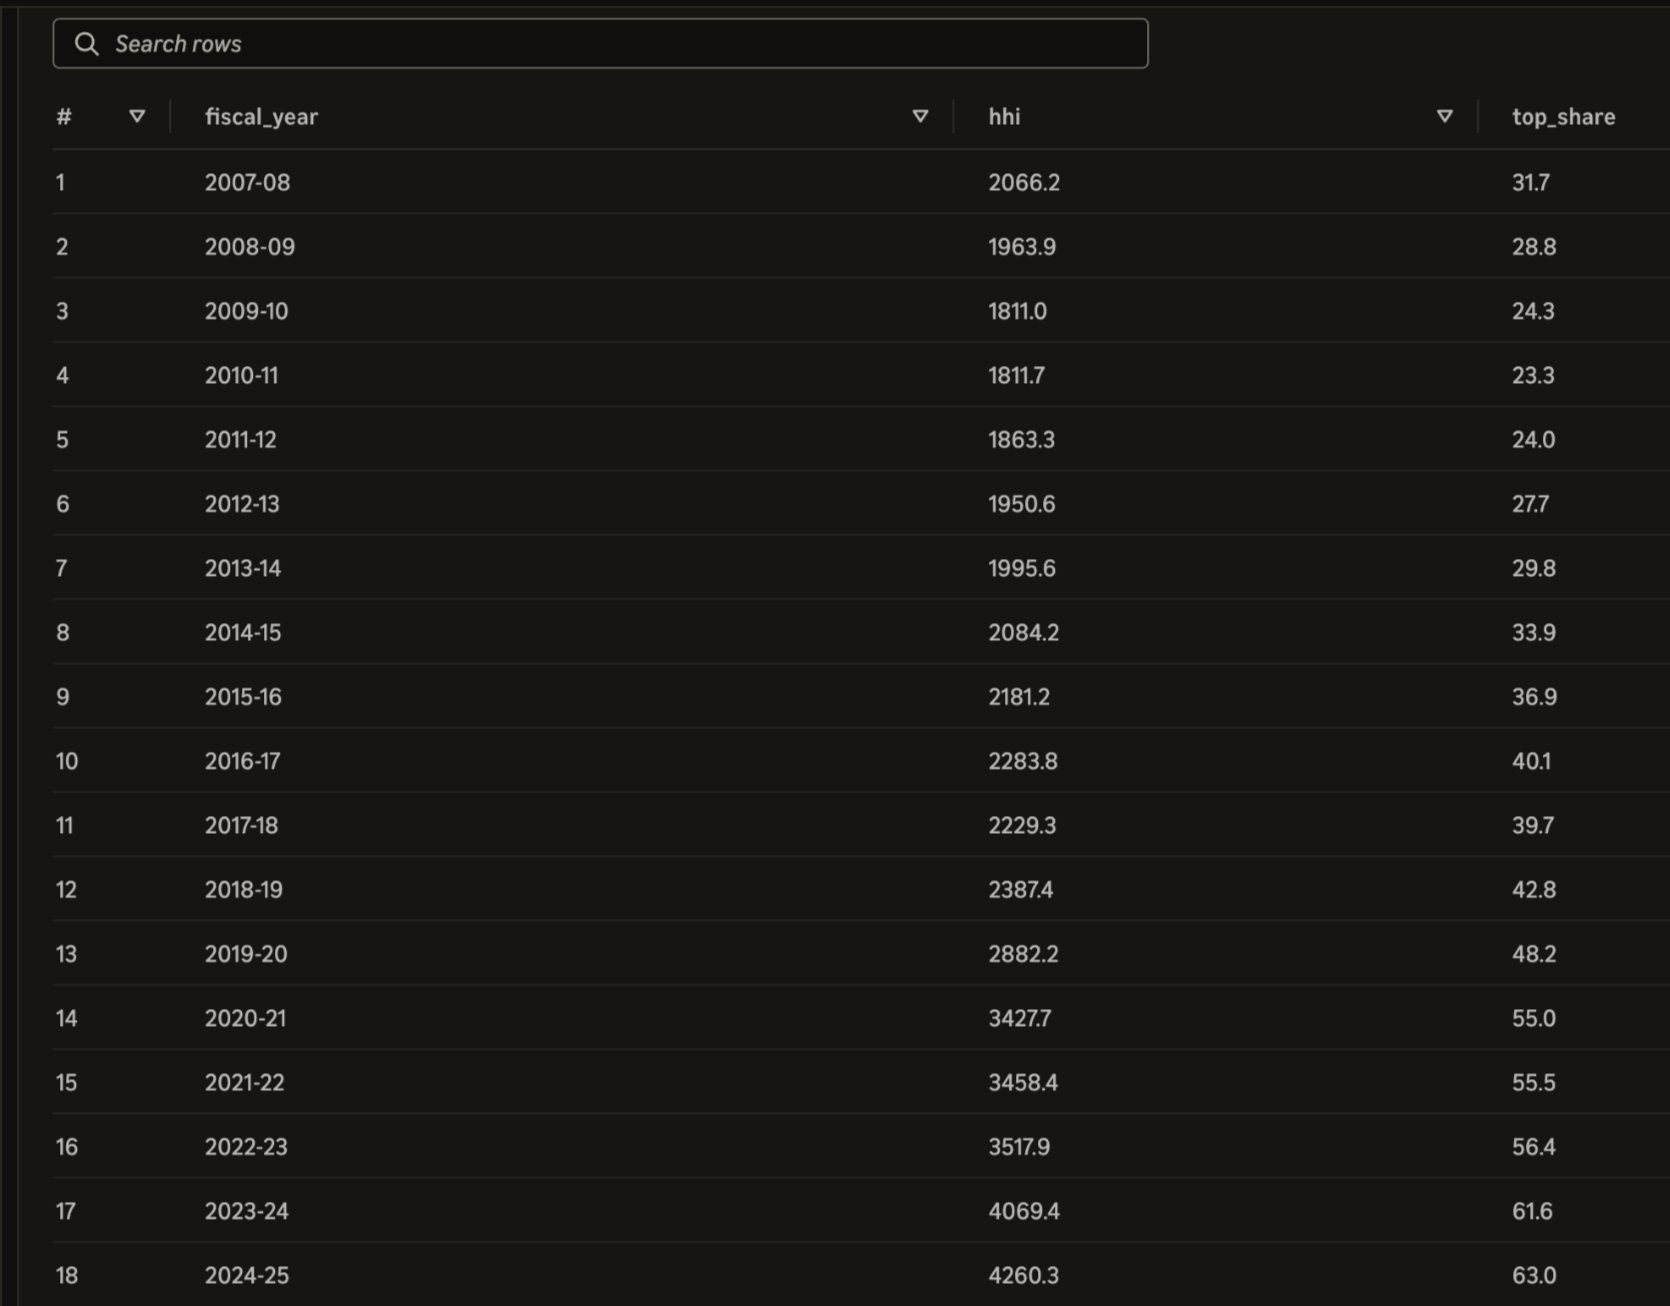 Search rows
# fiscal_year hhi top_share
1 2007-08 2066.2 31.7
2 2008-09 1963.9 28.8
3 2009-10 1811.0 24.3
4 2010-11 1811.7 23.3
5 2011-12 1863.3 24.0
6 2012-13 1950.6 27.7
7 2013-14 1995.6 29.8
8 2014-15 2084.2 33.9
9 2015-16 2181.2 36.9
10 2016-17 2283.8 40.1
11 2017-18 2229.3 39.7
12 2018-19 2387.4 42.8
13 2019-20 2882.2 48.2
14 2020-21 3427.7 55.0
15 2021-22 3458.4 55.5
16 2022-23 3517.9 56.4
17 2023-24 4069.4 61.6
18 2024-25 4260.3 63.0